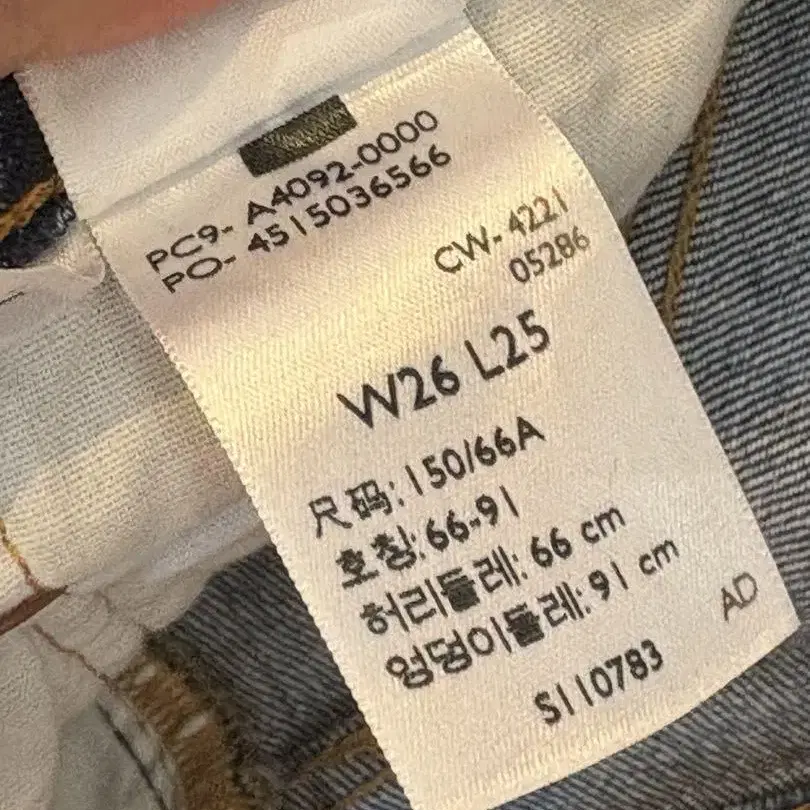 PC9- A4092-0000
PO- 4515036566
CW- 4221
05286
W26 L25
尺码: 150/66A
호칭: 66-91
허리둘레: 66 cm
엉덩이둘레: 91 cm
AD
S110783